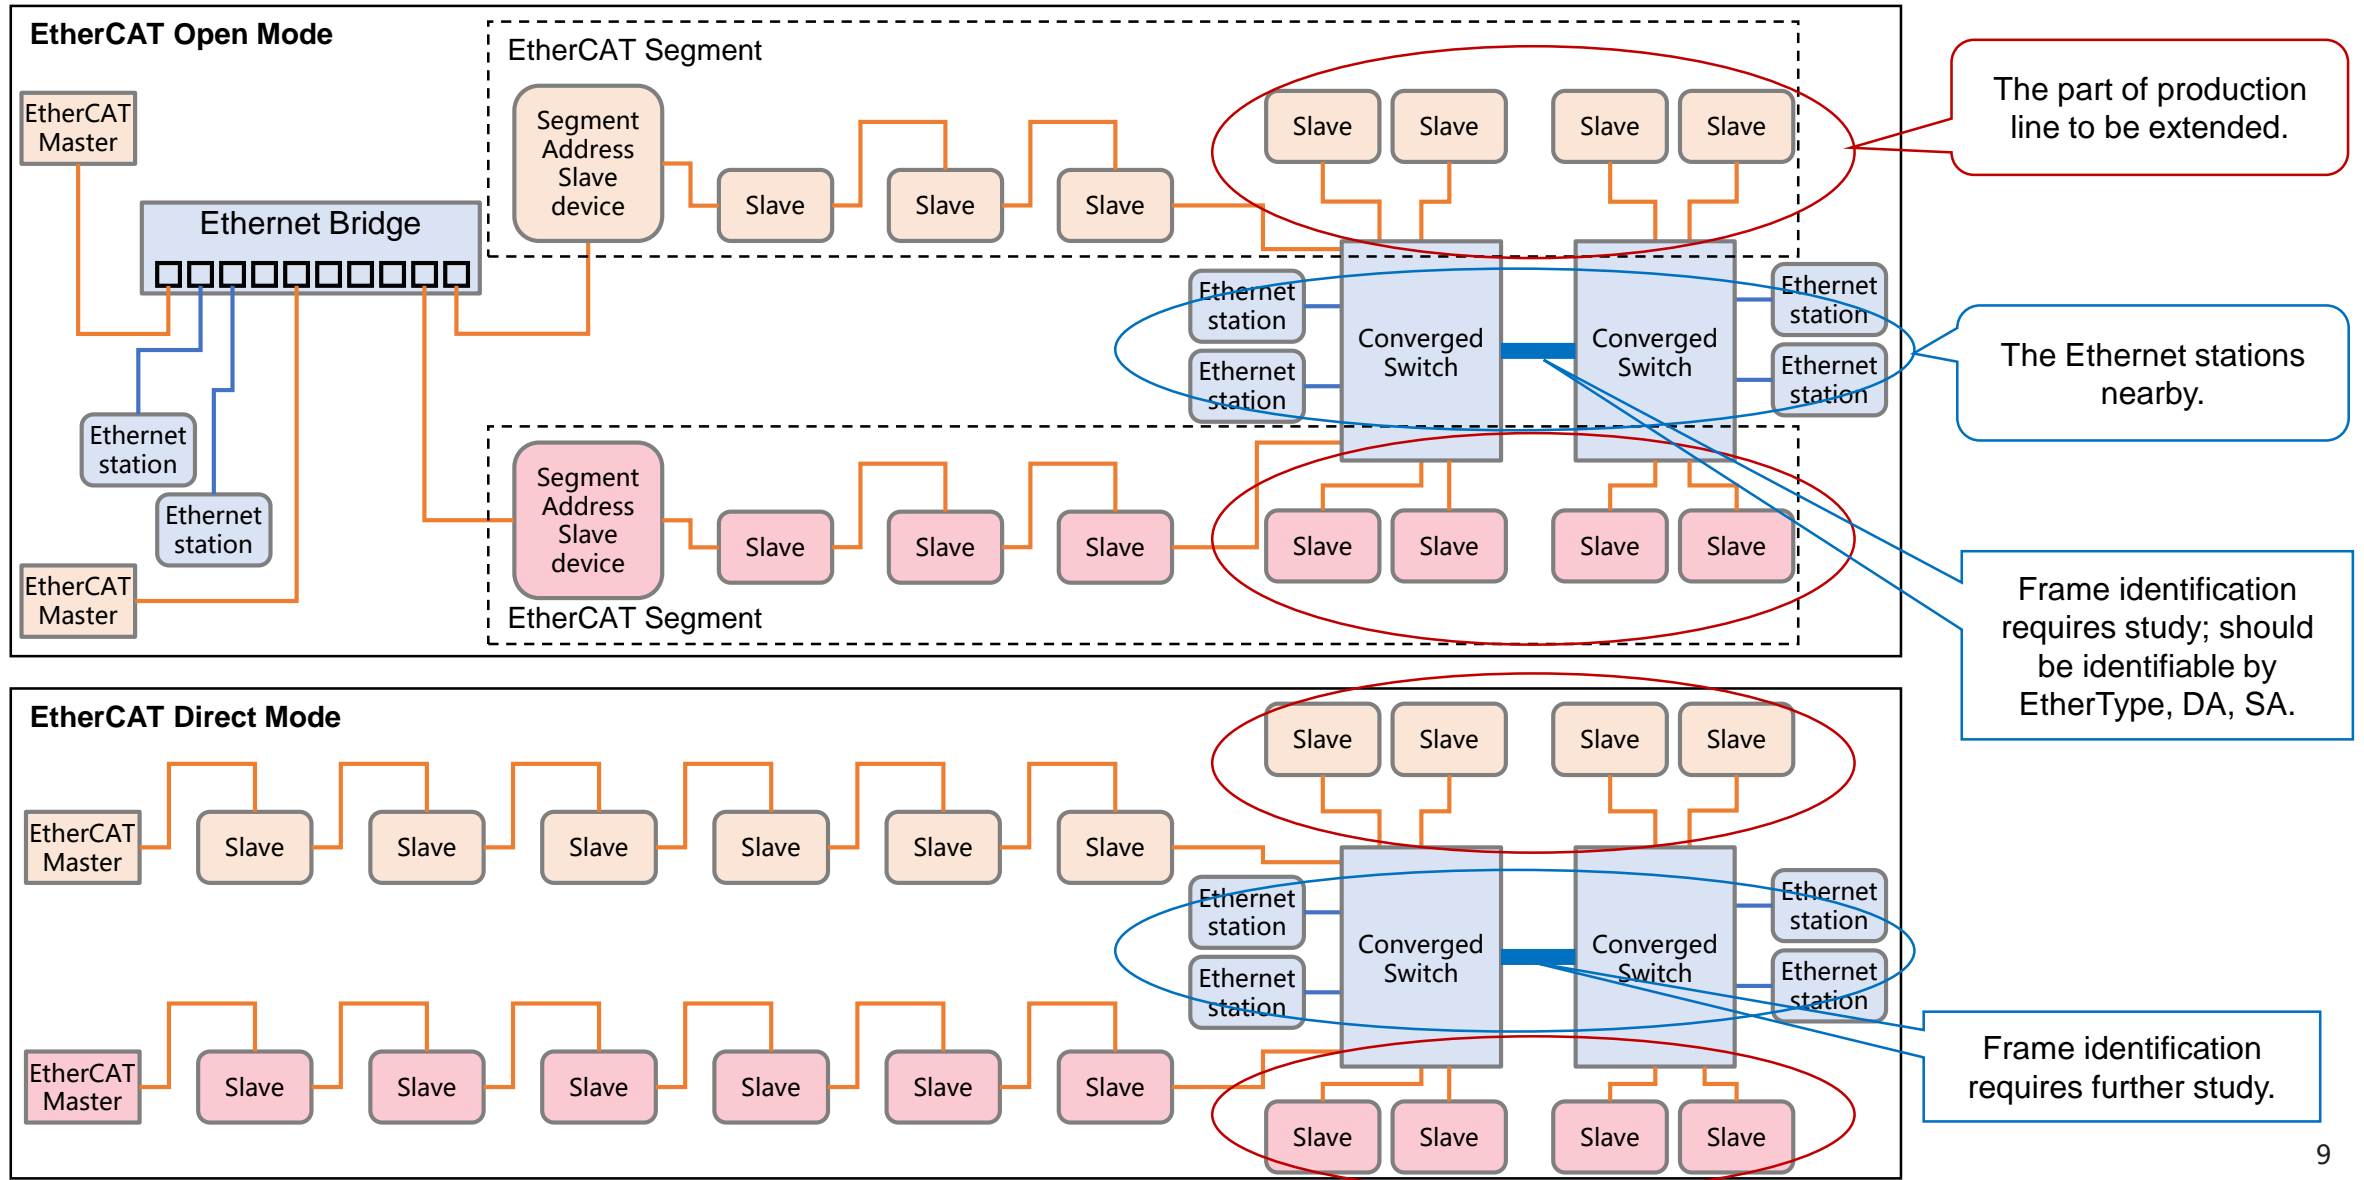 EtherCAT Open Mode
EtherCAT Segment
EtherCAT
Master
Segment
Address
Slave
device
Slave
Slave
Slave
Slave
Slave
Slave
Slave
The part of production
line to be extended.
Ethernet Bridge
Ethernet
station
Ethernet
station
Converged
Switch
Converged
Switch
Ethernet
station
Ethernet
station
The Ethernet stations
nearby.
Ethernet
station
Ethernet
station
EtherCAT
Master
Segment
Address
Slave
device
Slave
Slave
Slave
Slave
Slave
Slave
Slave
EtherCAT Segment
Frame identification
requires study; should
be identifiable by
EtherType, DA, SA.
EtherCAT Direct Mode
Slave
Slave
Slave
Slave
EtherCAT
Master
Slave
Slave
Slave
Slave
Slave
Slave
Ethernet
station
Ethernet
station
Converged
Switch
Converged
Switch
Ethernet
station
Ethernet
station
EtherCAT
Master
Slave
Slave
Slave
Slave
Slave
Slave
Slave
Slave
Slave
Slave
Frame identification
requires further study.
9